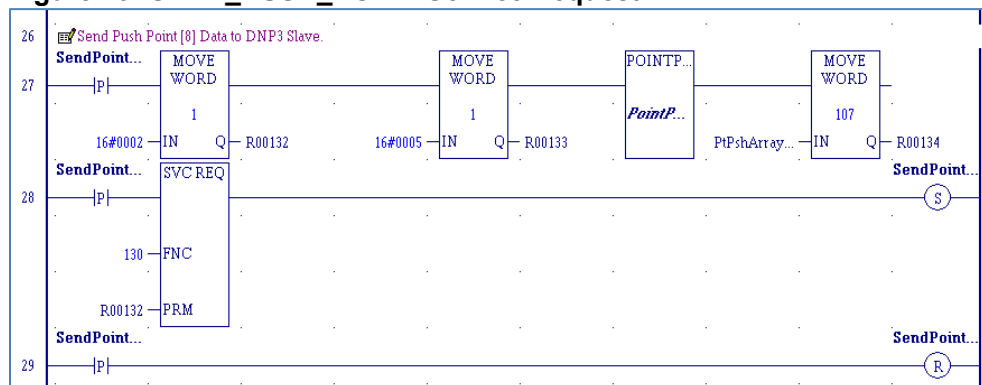 26 Send Push Point [8] Data to DNP3 Slave.
SendPoint... MOVE WORD MOVE WORD POINTP... MOVE WORD
27 P
1 1 PointP... 107
16#0002 IN Q R00132 16#0005 IN Q R00133 PtPshArray... IN Q R00134
SendPoint... SVC REQ SendPoint...
28 P S
130 FNC
R00132 PRM
SendPoint... SendPoint...
29 P R